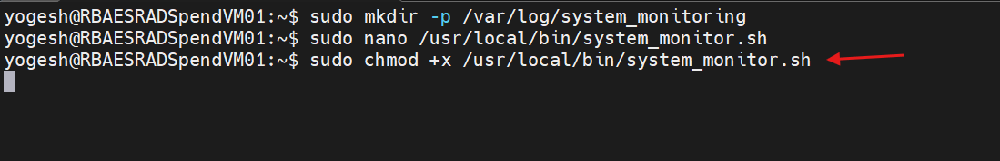 yogesh@RBAESRADSpendVM01:~$ sudo mkdir -p /var/log/system_monitoring
yogesh@RBAESRADSpendVM01:~$ sudo nano /usr/local/bin/system_monitor.sh
yogesh@RBAESRADSpendVM01:~$ sudo chmod +x /usr/local/bin/system_monitor.sh